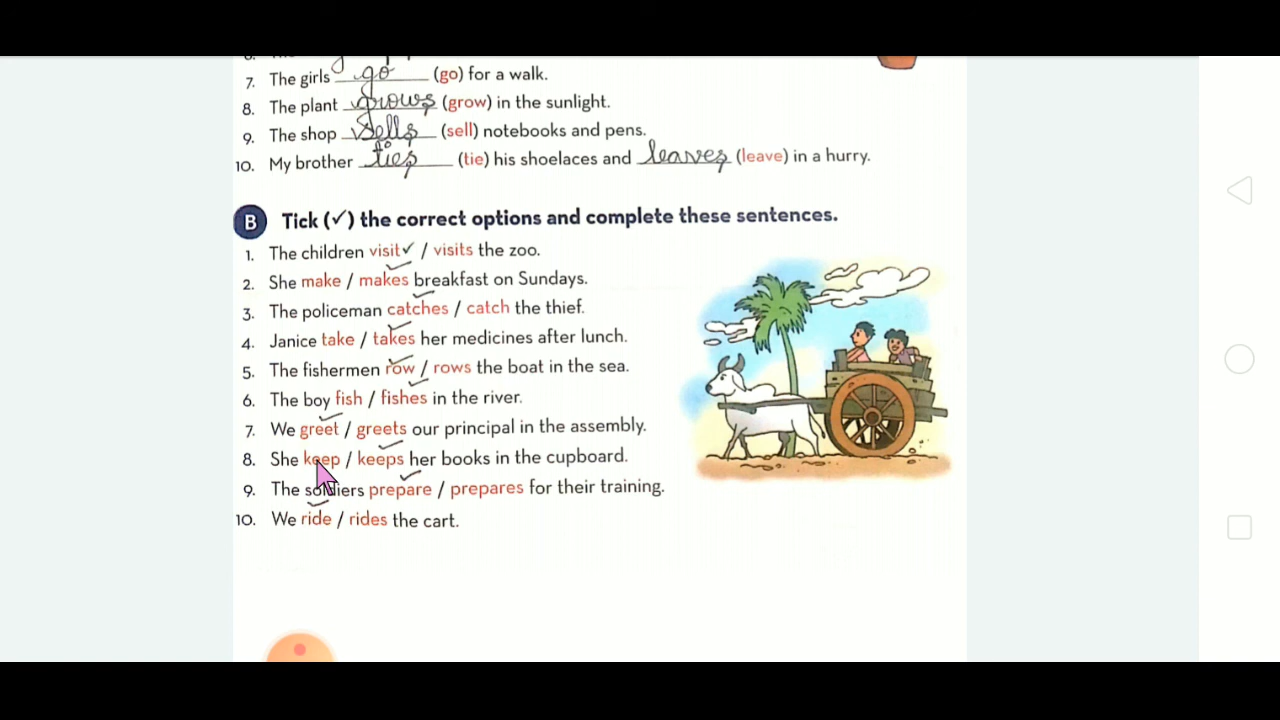 7. The girls go (go) for a walk.
8. The plant grows (grow) in the sunlight.
9. The shop sells (sell) notebooks and pens.
10. My brother ties (tie) his shoelaces and leaves (leave) in a hurry.
B Tick (✓) the correct options and complete these sentences.
1. The children visit✓ / visits the zoo.
2. She make / makes breakfast on Sundays.
3. The policeman catches / catch the thief.
4. Janice take / takes her medicines after lunch.
5. The fishermen row / rows the boat in the sea.
6. The boy fish / fishes in the river.
7. We greet / greets our principal in the assembly.
8. She keep / keeps her books in the cupboard.
9. The soldiers prepare / prepares for their training.
10. We ride / rides the cart.